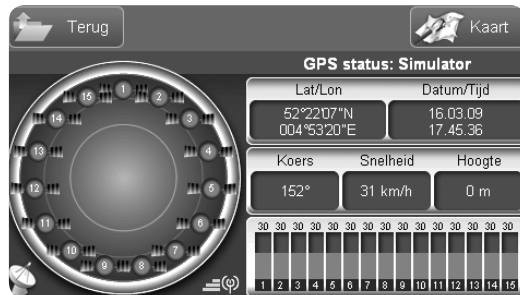 Terug
Kaart
GPS status: Simulator
Lat/Lon
Datum/Tijd
52°22'07"N
004°53'20"E
16.03.09
17.45.36
Koers
Snelheid
Hoogte
152°
31 km/h
0 m
1 2 3 4 5 6 7 8 9 10 11 12 13 14 15
30 30 30 30 30 30 30 30 30 30 30 30 30 30 30
1 2 3 4 5 6 7 8 9 10 11 12 13 14 15